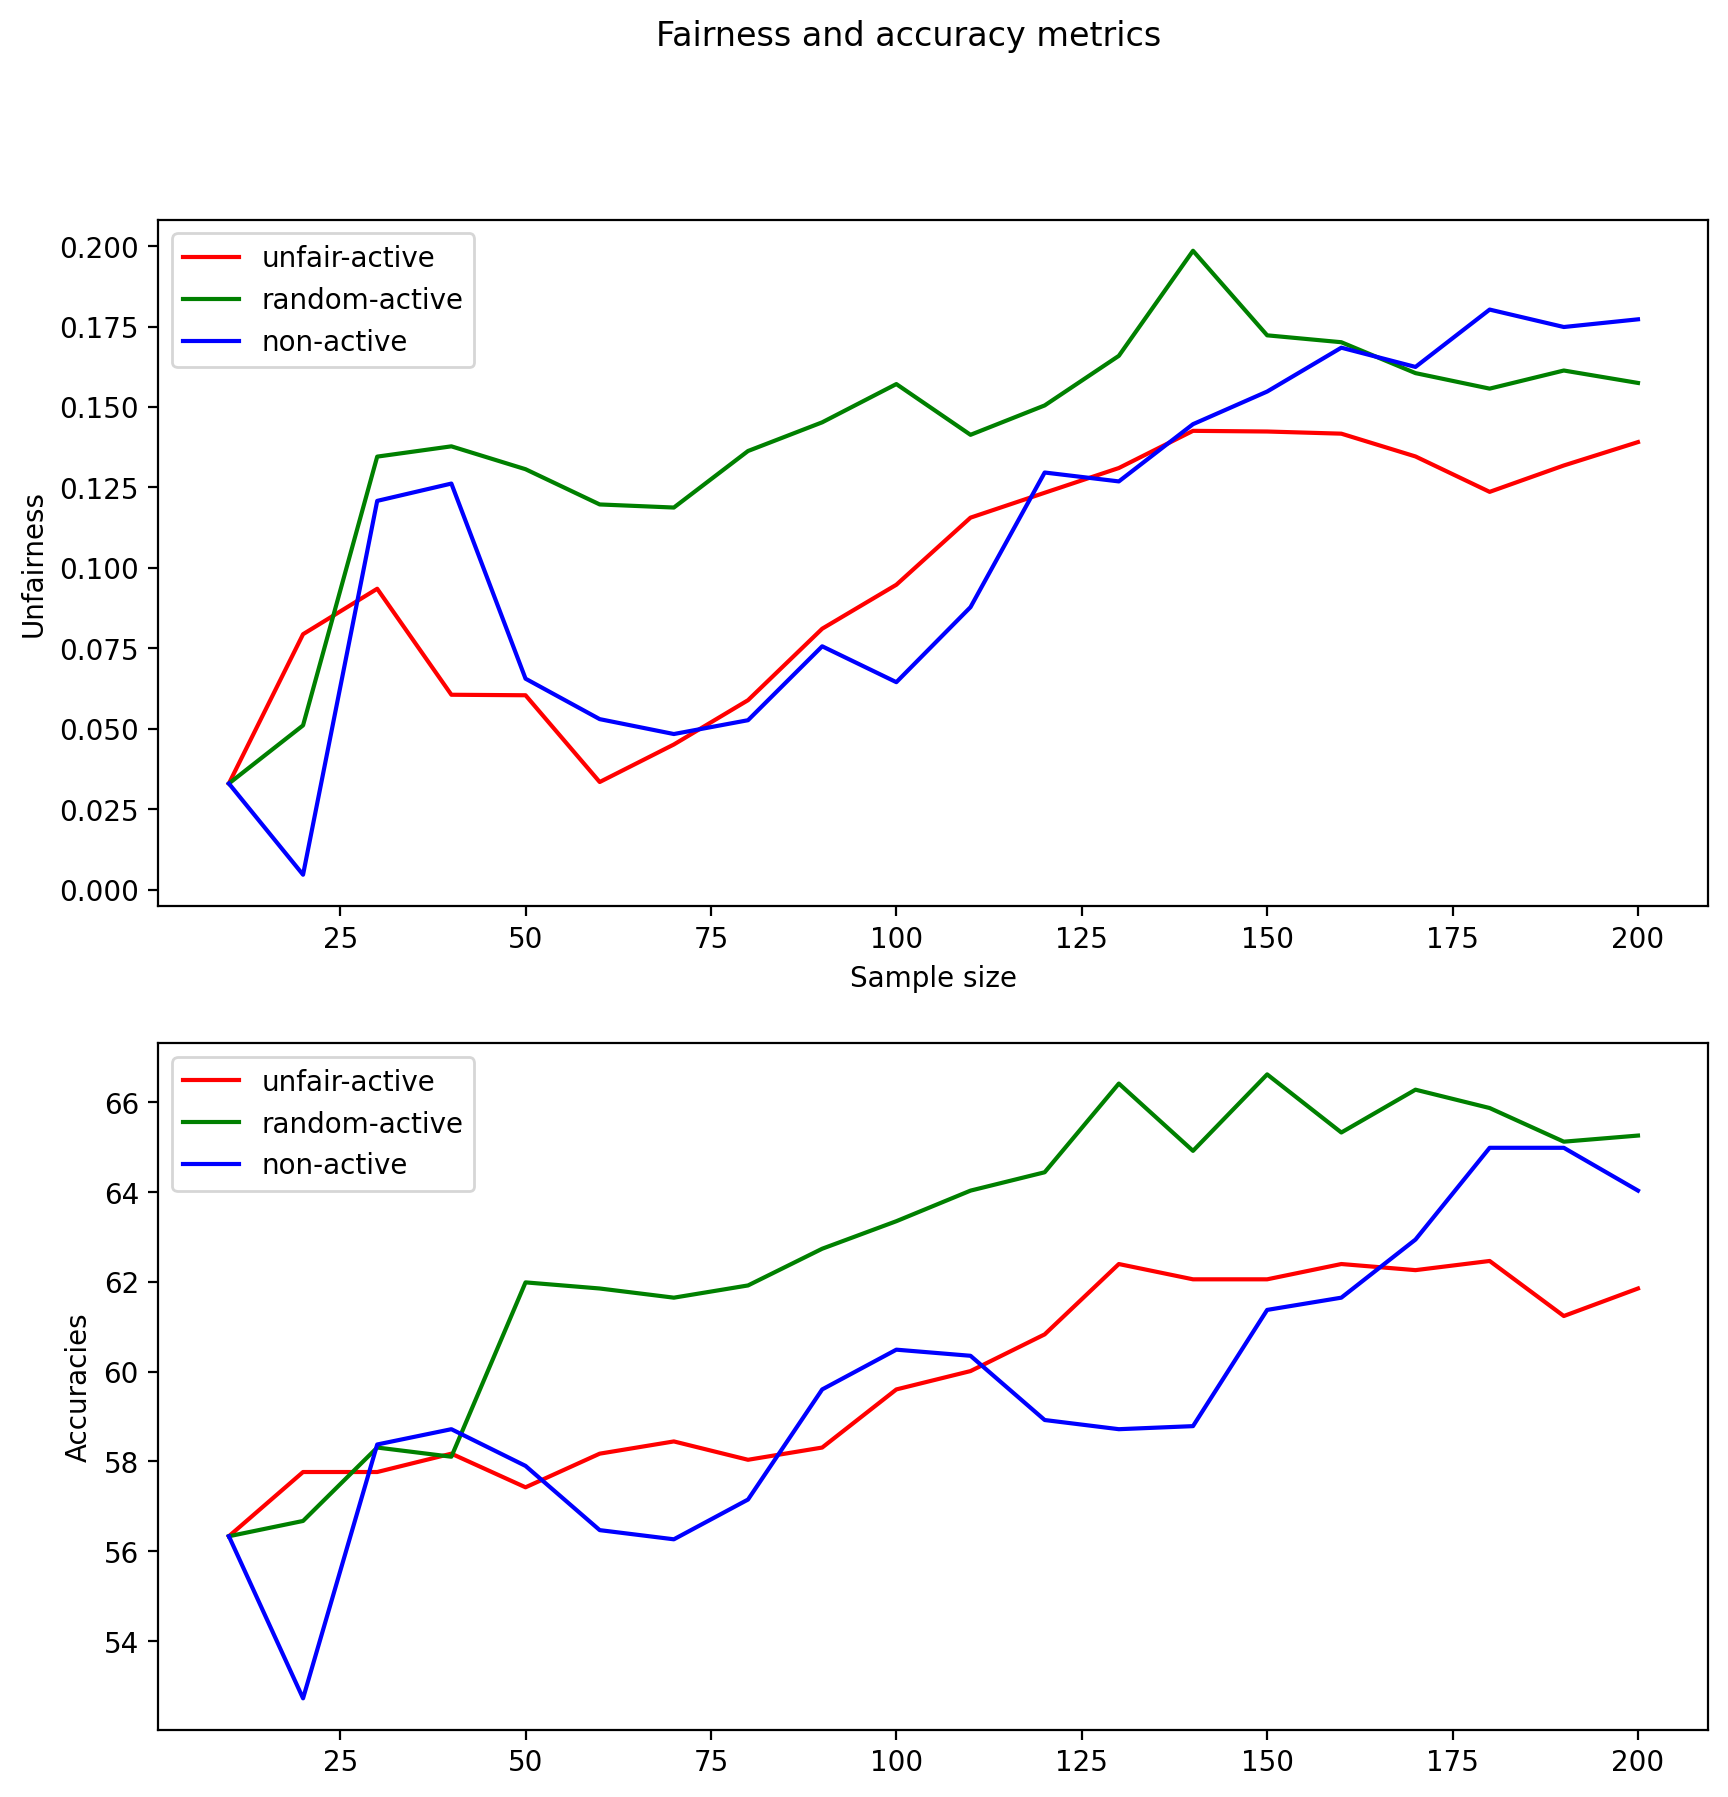 Fairness and accuracy metrics
unfair-active
random-active
non-active
Unfairness
0.200
0.175
0.150
0.125
0.100
0.075
0.050
0.025
0.000
25 50 75 100 125 150 175 200
Sample size
unfair-active
random-active
non-active
Accuracies
66
64
62
60
58
56
54
25 50 75 100 125 150 175 200